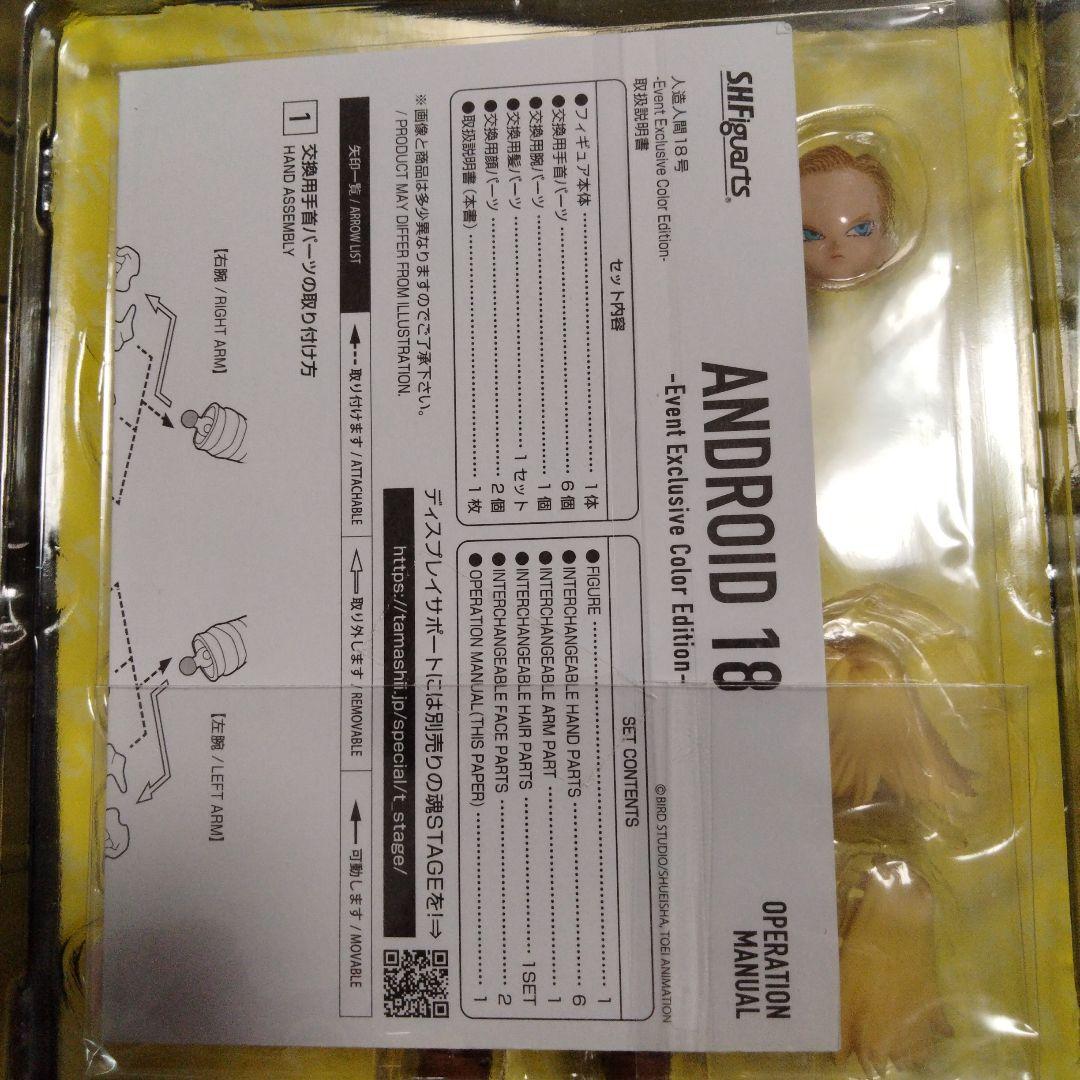 S.H.Figuarts®
人造人間18号
-Event Exclusive Color Edition-
取扱説明書
ANDROID 18
-Event Exclusive Color Edition-
OPERATION
MANUAL
©BIRD STUDIO/SHUEISHA, TOEI ANIMATION
セット内容
●フィギュア本体 1体
●交換用手首パーツ 6個
●交換用腕パーツ 1個
●交換用髪パーツ 1セット
●交換用顔パーツ 2個
●取扱説明書(本書) 1枚
SET CONTENTS
●FIGURE 1
●INTERCHANGEABLE HAND PARTS 6
●INTERCHANGEABLE ARM PART 1
●INTERCHANGEABLE HAIR PARTS 1SET
●INTERCHANGEABLE FACE PARTS 2
●OPERATION MANUAL(THIS PAPER) 1
※画像と商品は多少異なりますのでご了承下さい。
/ PRODUCT MAY DIFFER FROM ILLUSTRATION.
ディスプレイサポートには別売りの魂STAGEを!⇒
https://tamashii.jp/special/t_stage/
矢印一覧 / ARROW LIST
取り付けます / ATTACHABLE
取り外します / REMOVABLE
可動します / MOVABLE
1 交換用手首パーツの取り付け方
HAND ASSEMBLY
【右腕 / RIGHT ARM】
【左腕 / LEFT ARM】